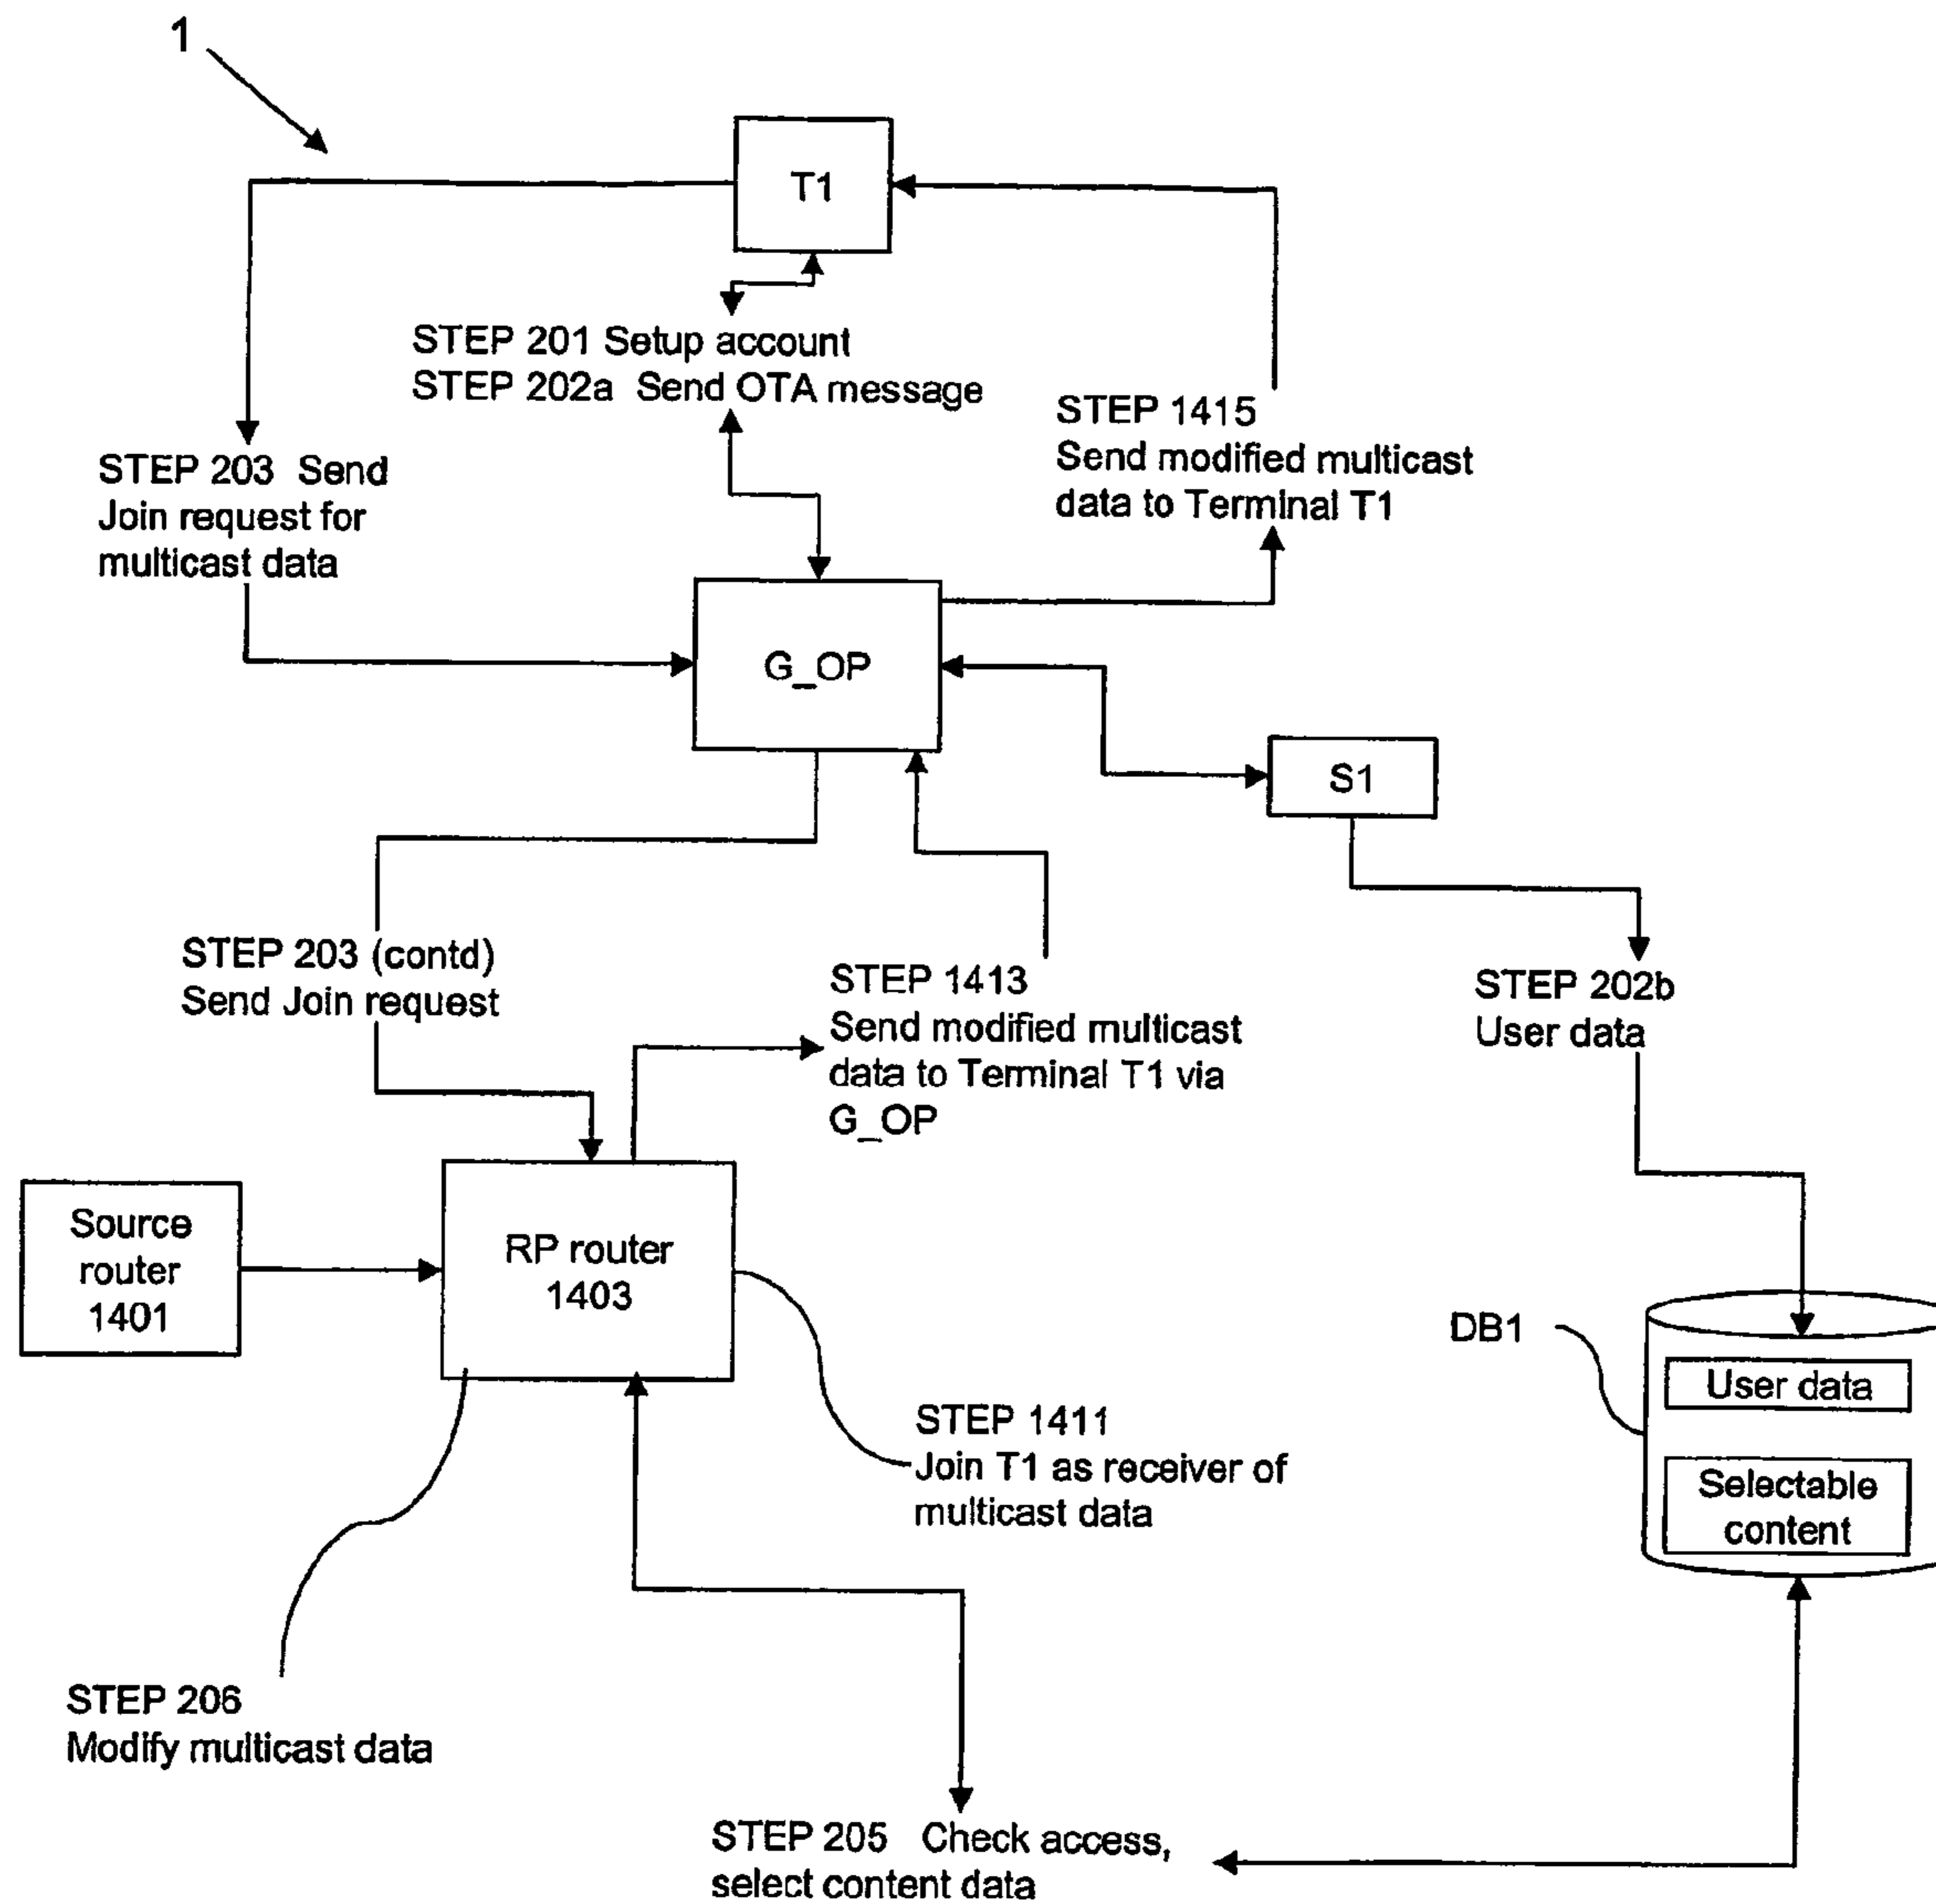 1
T1
STEP 201 Setup account
STEP 202a Send OTA message
STEP 203 Send
Join request for
multicast data
STEP 1415
Send modified multicast
data to Terminal T1
G_OP
S1
STEP 203 (contd)
Send Join request
STEP 1413
Send modified multicast
data to Terminal T1 via
G_OP
STEP 202b
User data
Source
router
1401
RP router
1403
DB1
User data
Selectable
content
STEP 1411
Join T1 as receiver of
multicast data
STEP 206
Modify multicast data
STEP 205 Check access,
select content data